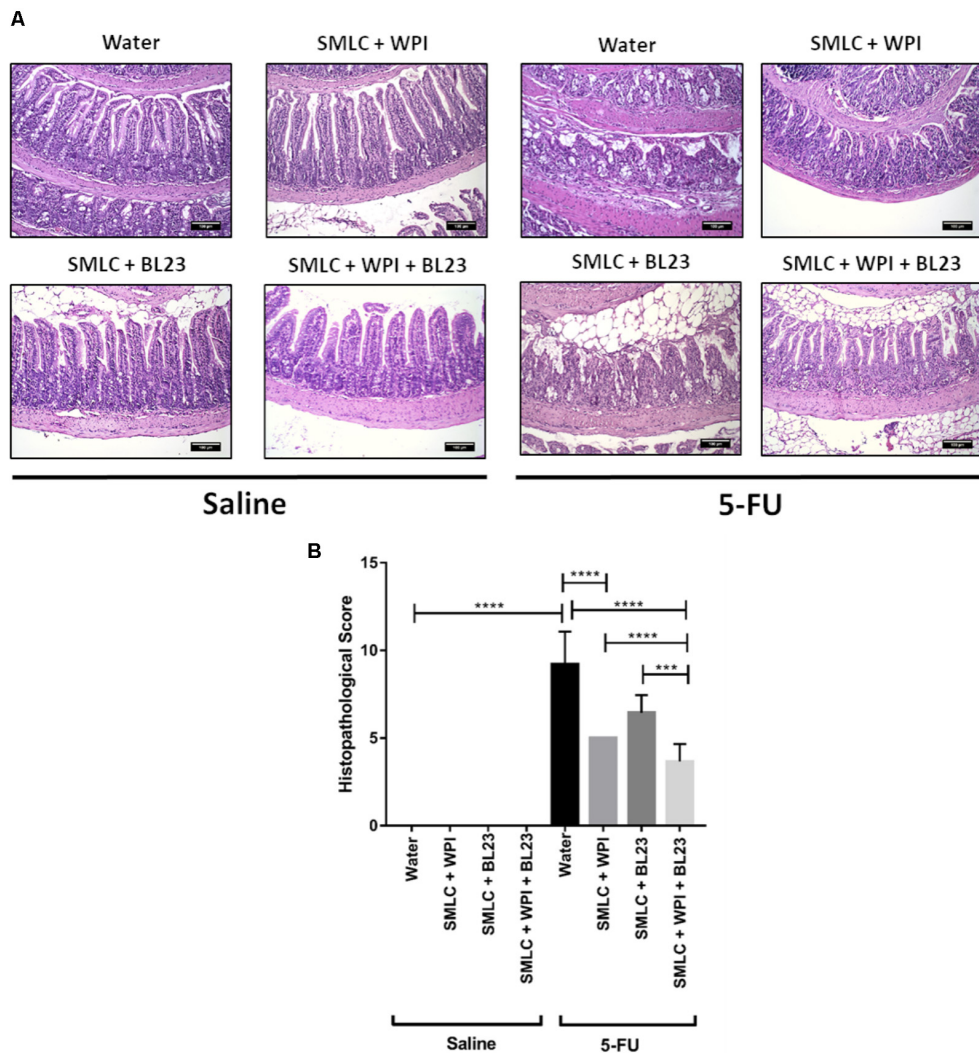 A
Water
SMLC + WPI
Water
SMLC + WPI
SMLC + BL23
SMLC + WPI + BL23
SMLC + BL23
SMLC + WPI + BL23
Saline
5-FU
B
Histopathological Score
15
10
5
0
****
****
****
****
***
Water
SMLC + WPI
SMLC + BL23
SMLC + WPI + BL23
Water
SMLC + WPI
SMLC + BL23
SMLC + WPI + BL23
Saline
5-FU